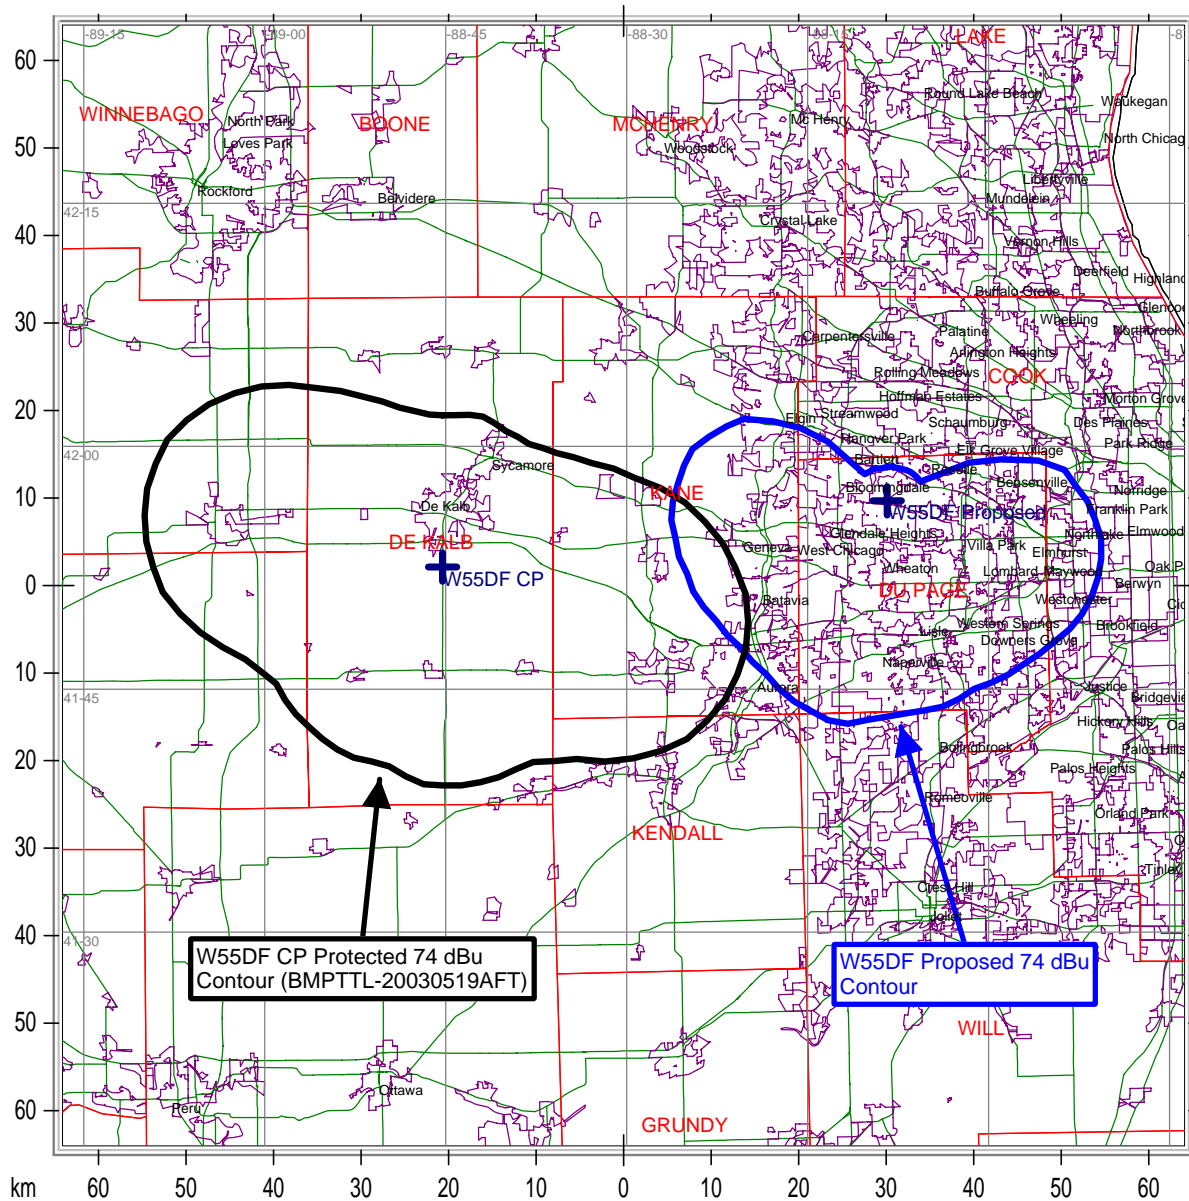 -89-15
-89-00
-88-45
-88-30
-88-15
60
LAKE
Round Lake Beach
Waukegan
WINNEBAGO
North Park
BOONE
MCHENRY
Mc Henry
Loves Park
Woodstock
North Chicag
50
Rockford
Belvidere
Libertyville
Mundelein
42-15
Crystal Lake
Vernon Hills
40
Deerfield
Highland
Buffalo Grove
Glencoe
30
Wheeling
Carpentersville
Palatine
Northbrook
Arlington Heights
Rolling Meadows
COOK
Hoffman Estates
Morton Grove
20
Elgin
Streamwood
Schaumburg
Des Plaines
Hanover Park
Park Ridge
42-00
Bartlett
Elk Grove Village
Sycamore
Roselle
Bensenville
KANE
Bloomingdale
Norridge
10
De Kalb
W55DF Proposed
Franklin Park
DE KALB
Glendale Heights
Northlake
Elmwood
Geneva
West Chicago
Villa Park
Elmhurst
W55DF CP
Wheaton
Lombard
Maywood
Oak P
0
DU PAGE
Berwyn
Batavia
Westchester
Cic
Western Springs
Brookfield
Lisle
Downers Grove
10
Naperville
41-45
Aurora
Justice
Bridgevie
Hickory Hills
Oa
Bolingbrook
Palos Hills
20
Palos Heights
Romeoville
Orland Park
KENDALL
30
Tinley
Crest Hill
Joliet
40
41-30
W55DF CP Protected 74 dBu
Contour (BMPTTL-20030519AFT)
W55DF Proposed 74 dBu
Contour
50
WILL
Ottawa
60
Peru
GRUNDY
km
60
50
40
30
20
10
0
10
20
30
40
50
60